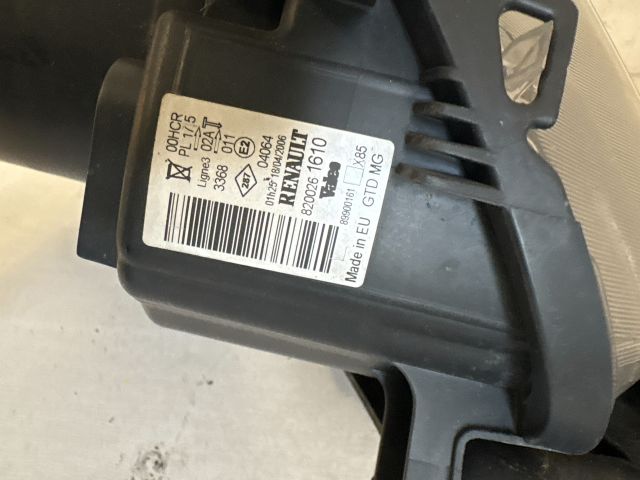 00HCR
PL 1/,5
Ligne3 02A
3368 011 E2
287 04064
01h25 18/04/2006
RENAULT
820026 1610
Valeo
89900161 X85
Made in EU GTD MG